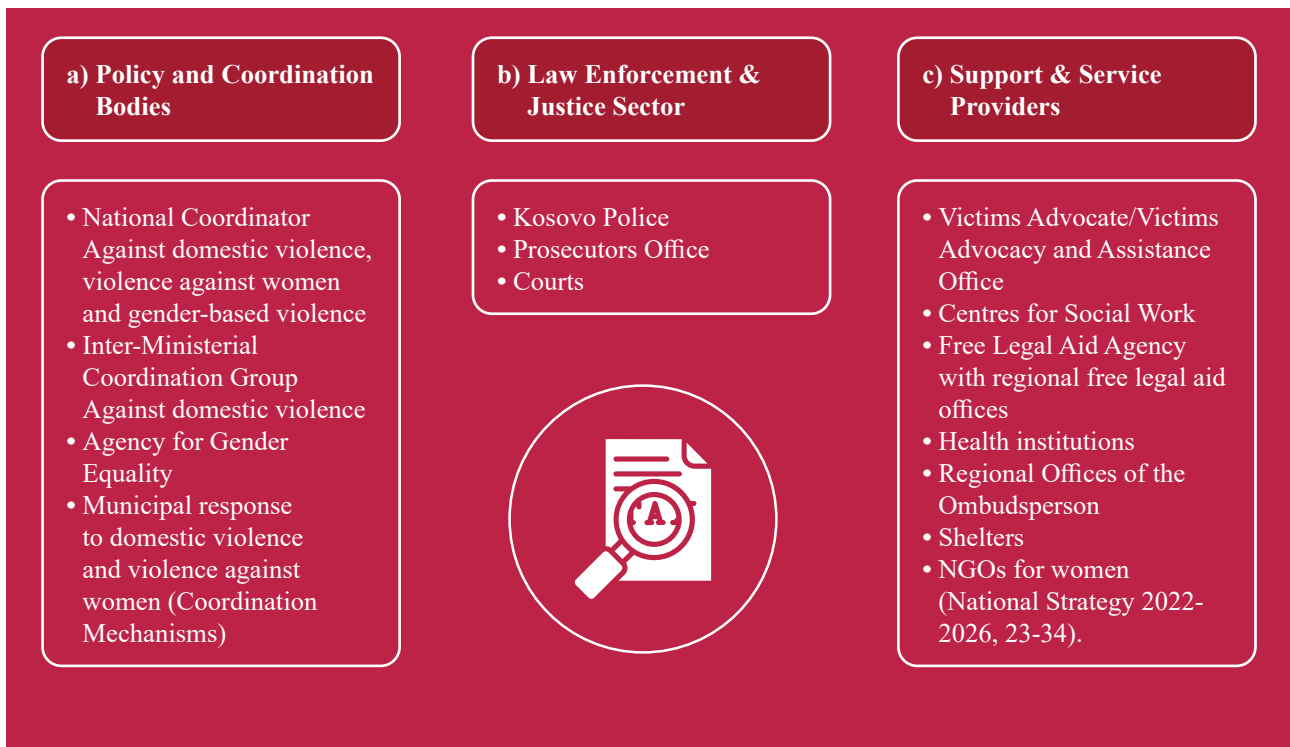 a) Policy and Coordination
Bodies
• National Coordinator
Against domestic violence,
violence against women
and gender-based violence
• Inter-Ministerial
Coordination Group
Against domestic violence
• Agency for Gender
Equality
• Municipal response
to domestic violence
and violence against
women (Coordination
Mechanisms)
b) Law Enforcement &
Justice Sector
• Kosovo Police
• Prosecutors Office
• Courts
A
c) Support & Service
Providers
• Victims Advocate/Victims
Advocacy and Assistance
Office
• Centres for Social Work
• Free Legal Aid Agency
with regional free legal aid
offices
• Health institutions
• Regional Offices of the
Ombudsperson
• Shelters
• NGOs for women
(National Strategy 2022-
2026, 23-34).